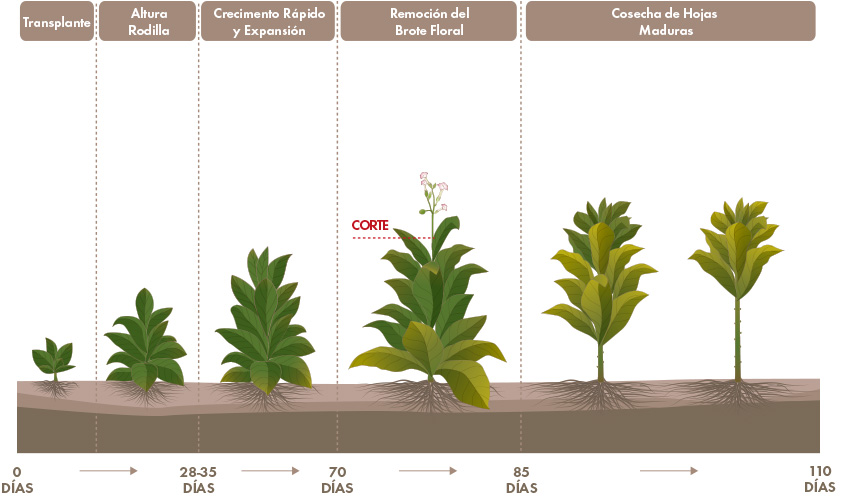 Transplante
Altura
Rodilla
Crecimento Rápido
y Expansión
Remoción del
Brote Floral
Cosecha de Hojas
Maduras
CORTE
0
DÍAS
28-35
DÍAS
70
DÍAS
85
DÍAS
110
DÍAS